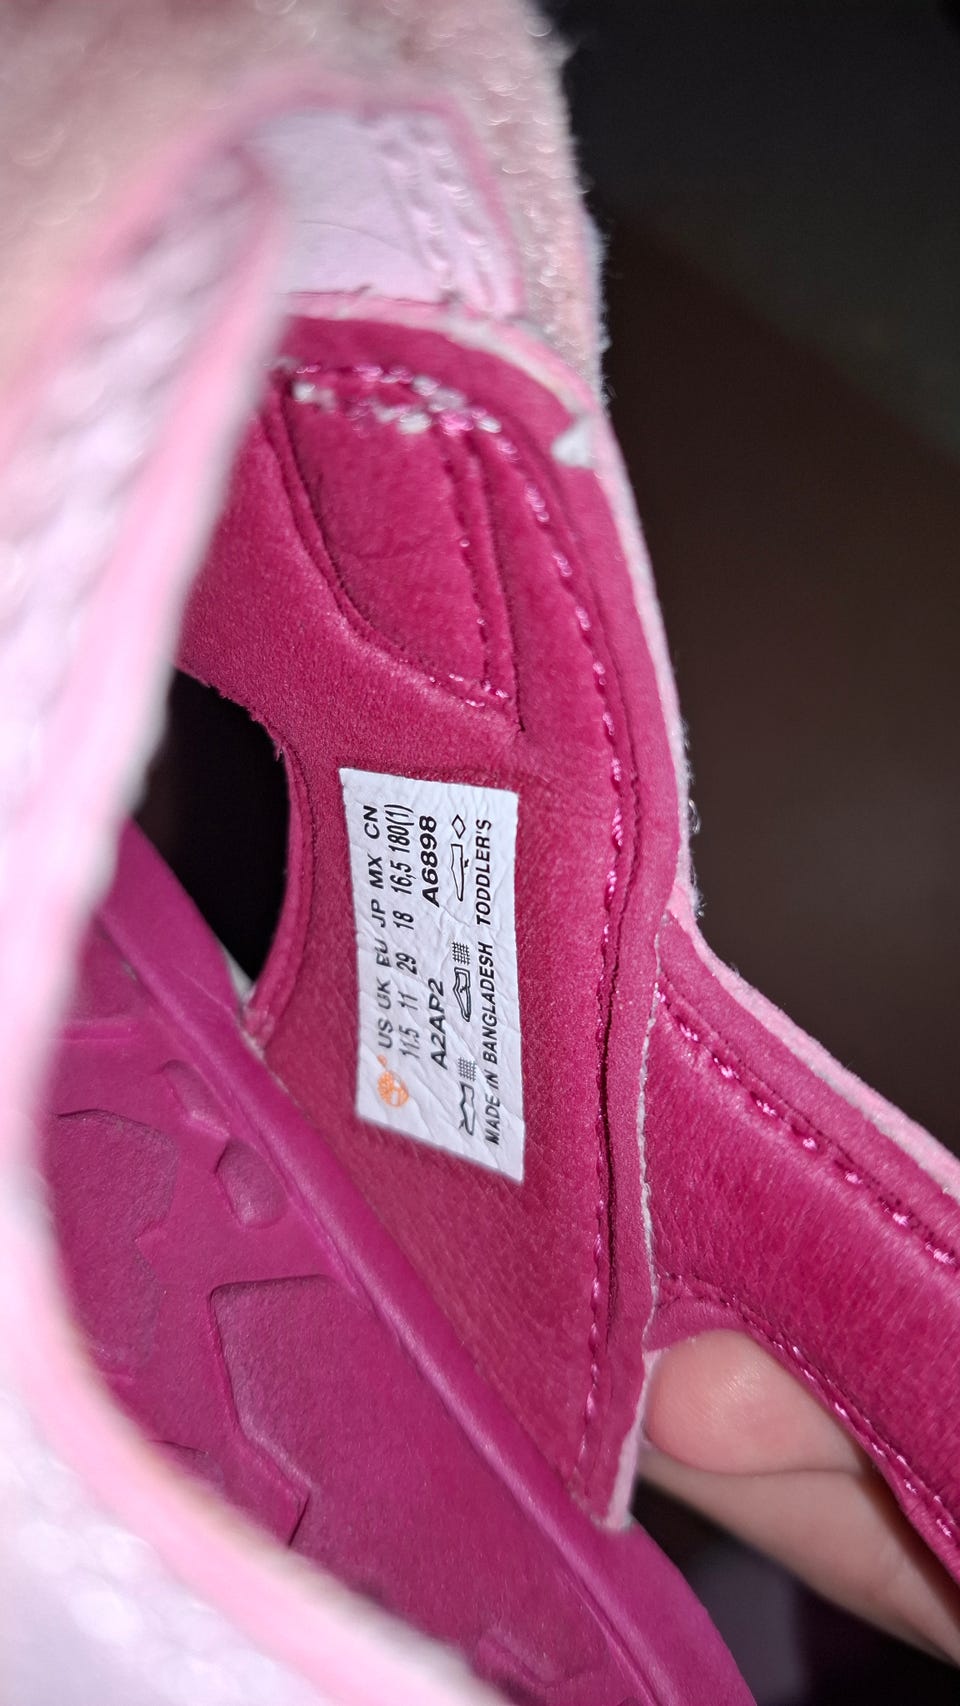 US UK EU JP MX CN
11.5 11 29 18 16,5 180(1)
A2AP2 A6898
MADE IN BANGLADESH TODDLER'S